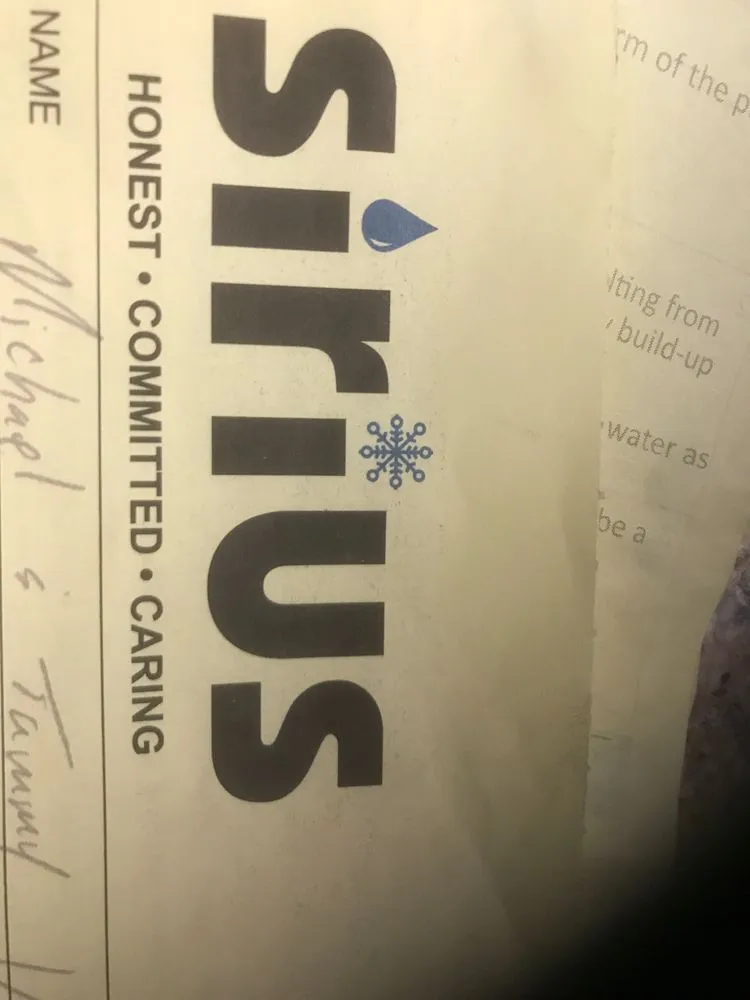 sirius
HONEST • COMMITTED • CARING
NAME Michael & Tammy
rm of the p
lting from
build-up
water as
be a